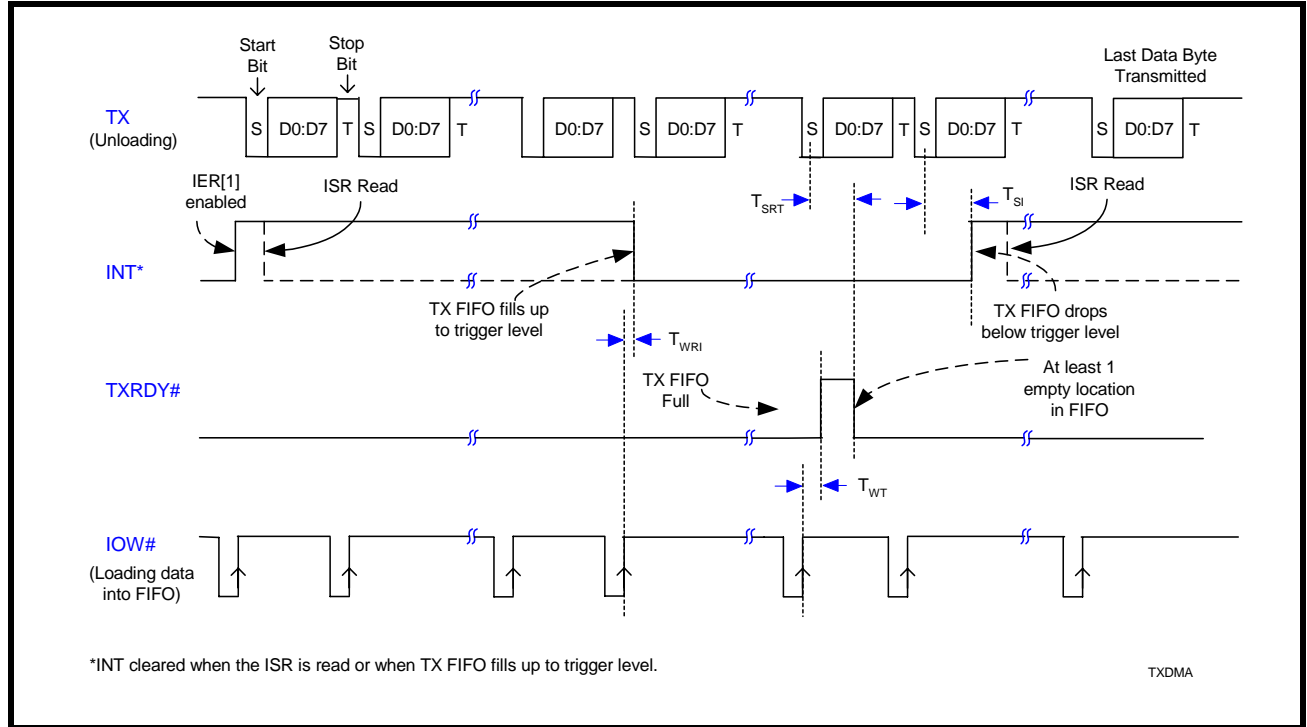 Start
Bit
Stop
Bit
Last Data Byte
Transmitted
TX
(Unloading)
S D0:D7 T S D0:D7 T D0:D7 S D0:D7 T S D0:D7 T S D0:D7 T S D0:D7 T
IER[1]
enabled
ISR Read
TSRT
TSI
ISR Read
INT*
TX FIFO fills up
to trigger level
TX FIFO drops
below trigger level
TWRI
TXRDY#
TX FIFO
Full
At least 1
empty location
in FIFO
TWT
IOW#
(Loading data
into FIFO)
*INT cleared when the ISR is read or when TX FIFO fills up to trigger level.
TXDMA